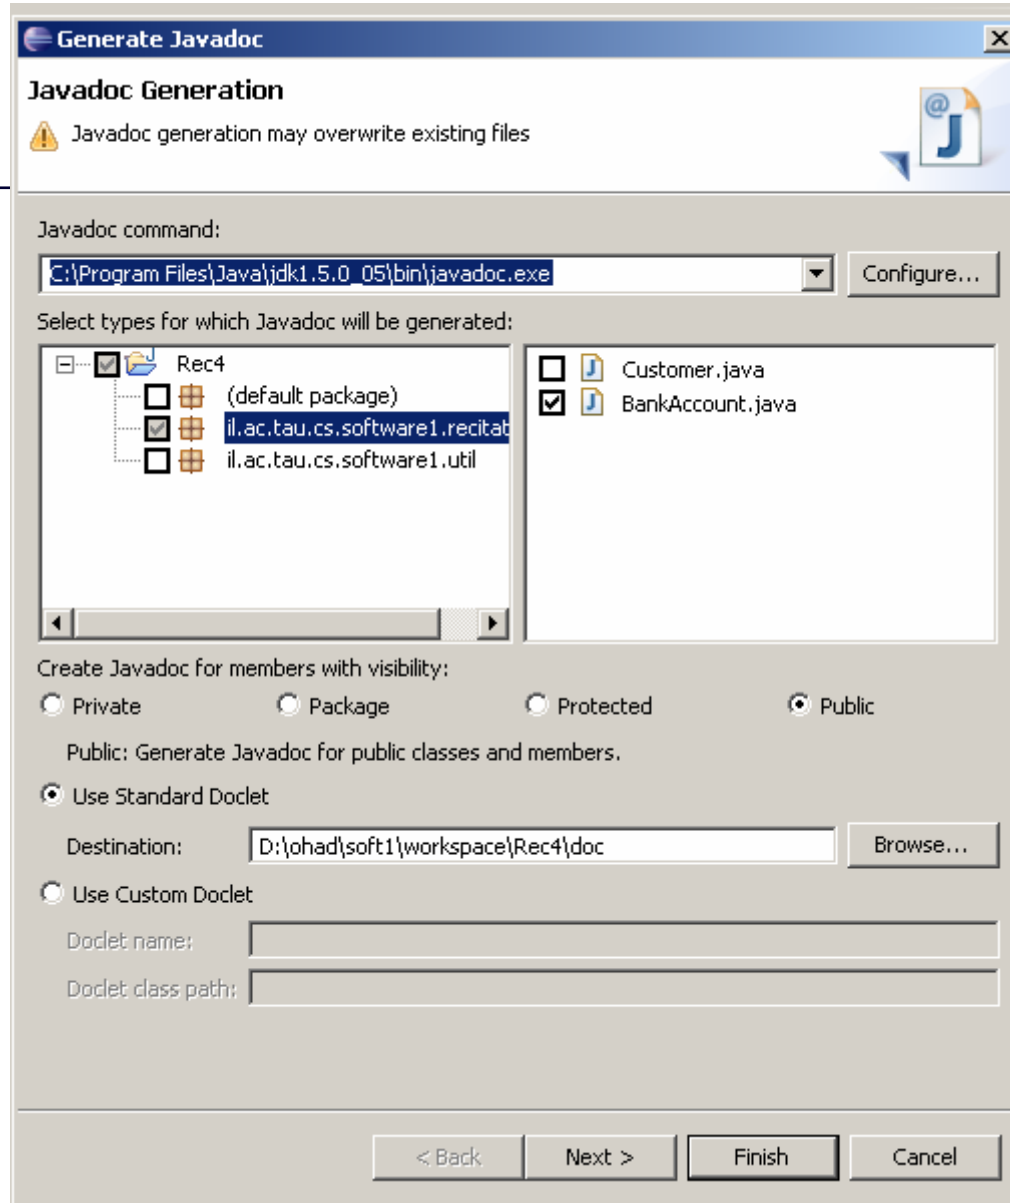 Generate Javadoc
Javadoc Generation
Javadoc generation may overwrite existing files
Javadoc command:
C:\Program Files\Java\jdk1.5.0_05\bin\javadoc.exe
Configure...
Select types for which Javadoc will be generated:
Rec4
(default package)
il.ac.tau.cs.software1.recitat
il.ac.tau.cs.software1.util
Customer.java
BankAccount.java
Create Javadoc for members with visibility:
Private Package Protected Public
Public: Generate Javadoc for public classes and members.
Use Standard Doclet
Destination: D:\ohad\soft1\workspace\Rec4\doc Browse...
Use Custom Doclet
Doclet name:
Doclet class path:
< Back Next > Finish Cancel